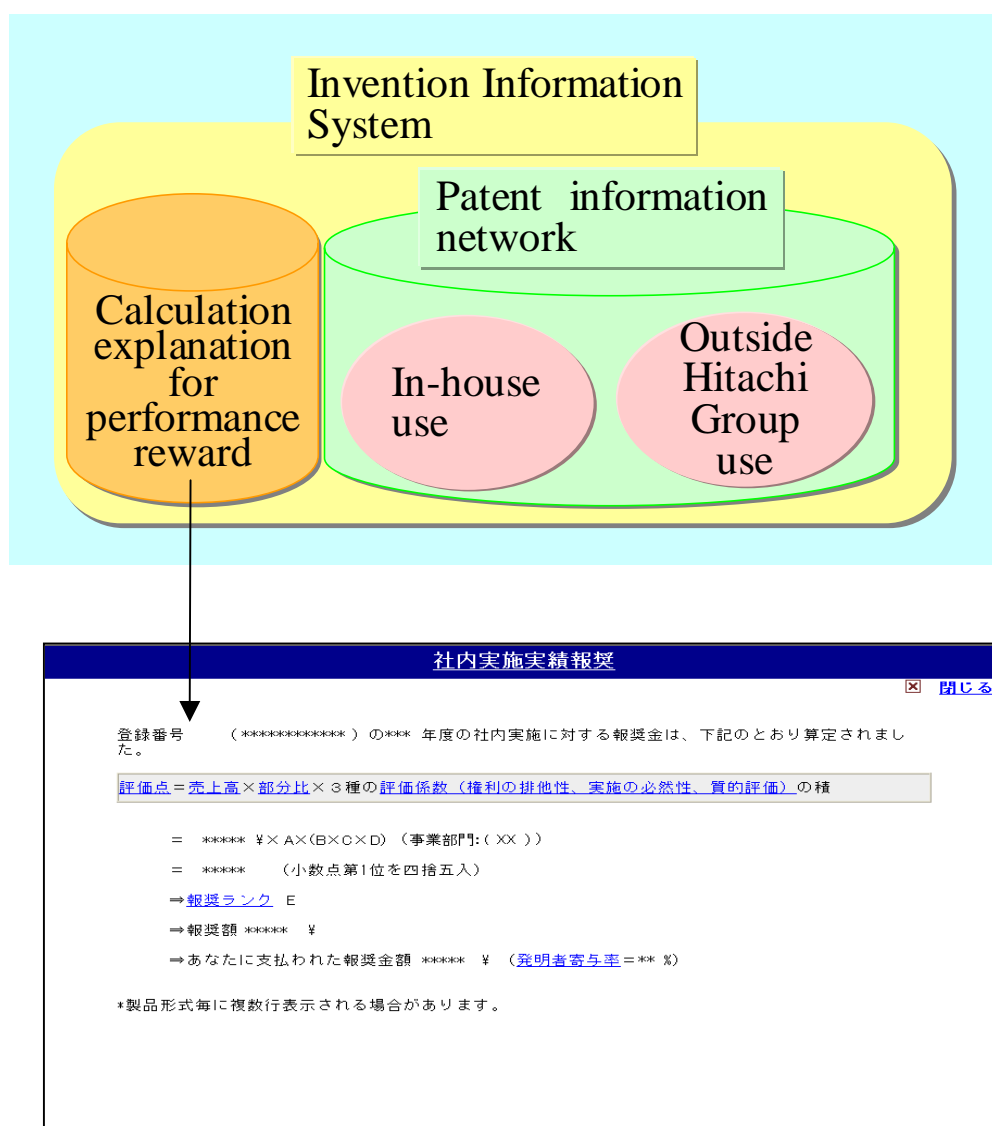 Invention Information
System
Patent information
network
Calculation
explanation
for
performance
reward
In-house
use
Outside
Hitachi
Group
use
社内実施実績報奨
閉じる
登録番号 (************) の*** 年度の社内実施に対する報奨金は、下記のとおり算定されまし
た。
評価点=売上高×部分比×3種の評価係数(権利の排他性、実施の必然性、質的評価)の積
= ***** ¥×A×(B×C×D) (事業部門:( XX ))
= ***** (小数点第1位を四捨五入)
⇒報奨ランク E
⇒報奨額 ***** ¥
⇒あなたに支払われた報奨金額 ***** ¥ (発明者寄与率=** %)
*製品形式毎に複数行表示される場合があります。